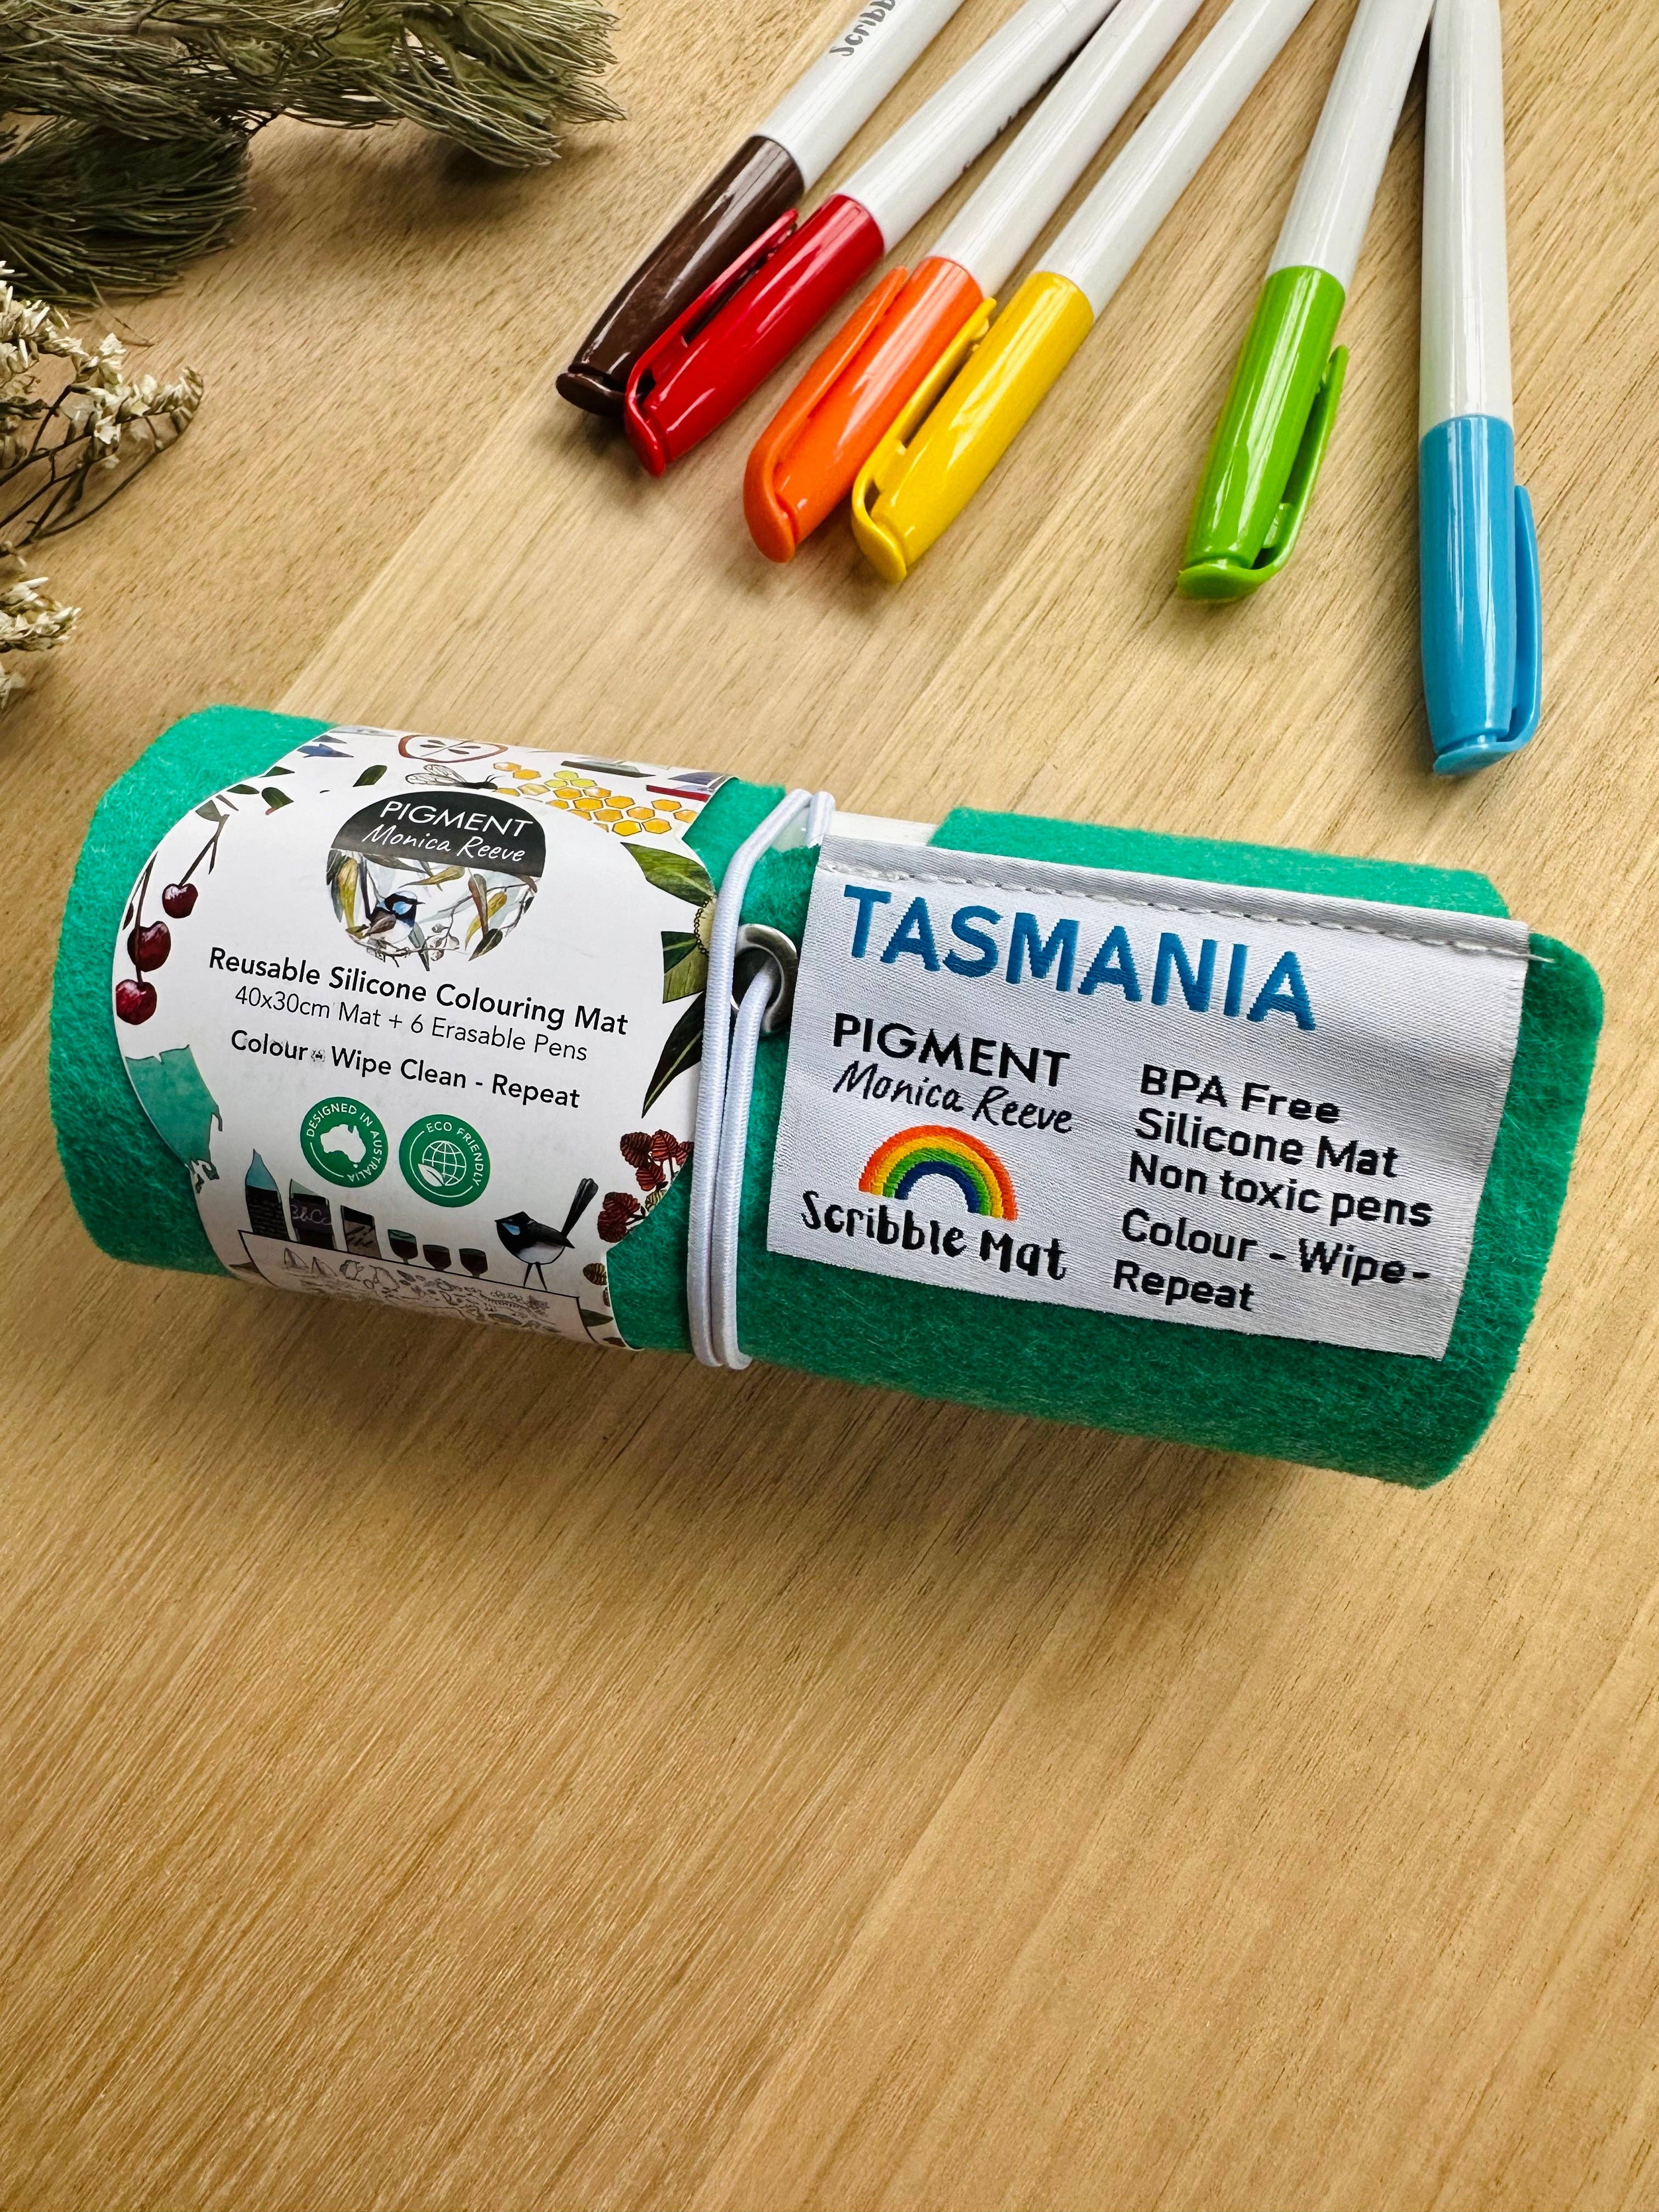 Scribb
PIGMENT
Monica Reeve
Reusable Silicone Colouring Mat
40x30cm Mat + 6 Erasable Pens
Colour - Wipe Clean - Repeat
DESIGNED IN AUSTRALIA
ECO FRIENDLY
TASMANIA
PIGMENT
Monica Reeve
Scribble Mat
BPA Free
Silicone Mat
Non toxic pens
Colour - Wipe-
Repeat